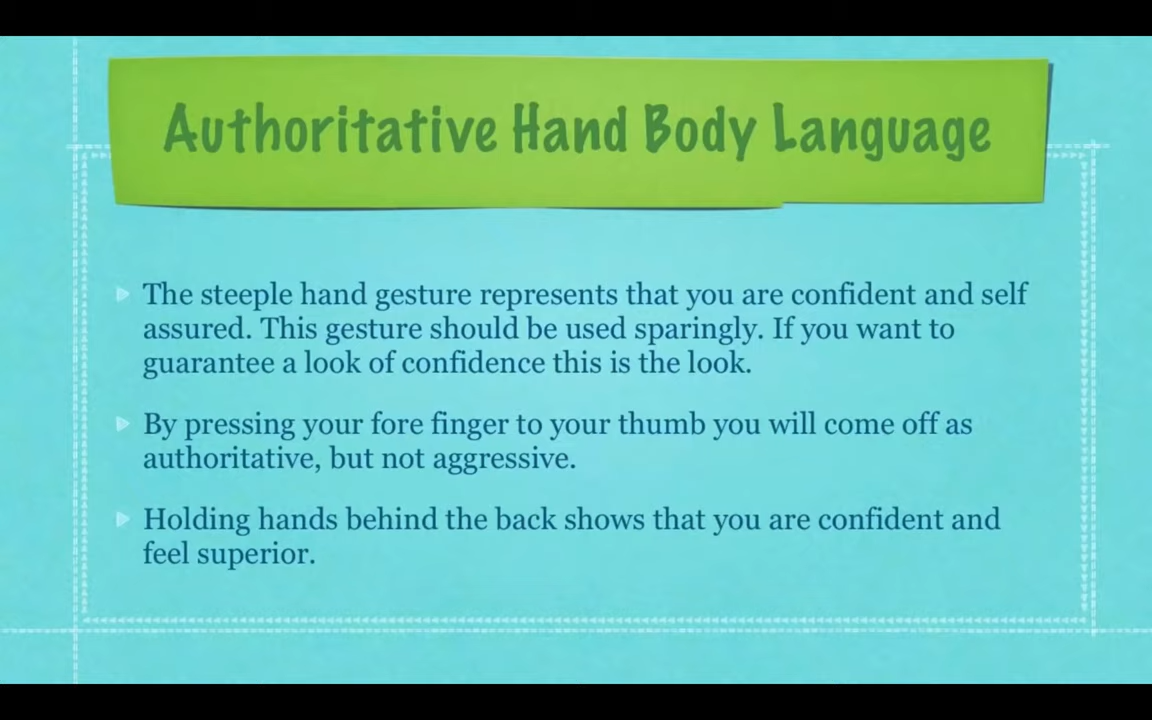 Authoritative Hand Body Language
The steeple hand gesture represents that you are confident and self
assured. This gesture should be used sparingly. If you want to
guarantee a look of confidence this is the look.
By pressing your fore finger to your thumb you will come off as
authoritative, but not aggressive.
Holding hands behind the back shows that you are confident and
feel superior.